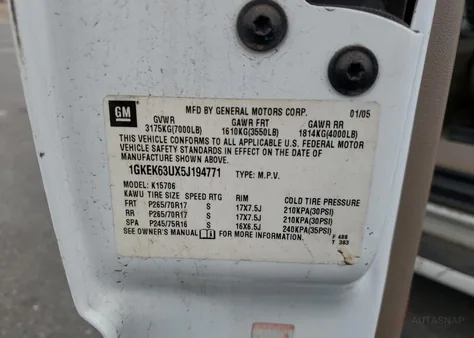 GM
MFD BY GENERAL MOTORS CORP. 01/05
GVWR GAWR FRT GAWR RR
3175KG(7000LB) 1610KG(3550LB) 1814KG(4000LB)
THIS VEHICLE CONFORMS TO ALL APPLICABLE U.S. FEDERAL MOTOR
VEHICLE SAFETY STANDARDS IN EFFECT ON THE DATE OF
MANUFACTURE SHOWN ABOVE.
1GKEK63UX5J194771 TYPE: M.P.V.
MODEL: K15706
KAWU TIRE SIZE SPEED RTG RIM COLD TIRE PRESSURE
FRT P265/70R17 S 17X7.5J 210KPA(30PSI)
RR P265/70R17 S 17X7.5J 210KPA(30PSI)
SPA P245/75R16 S 16X6.5J 240KPA(35PSI)
SEE OWNER'S MANUAL FOR MORE INFORMATION.
F 486
T 383
AUTASNAP